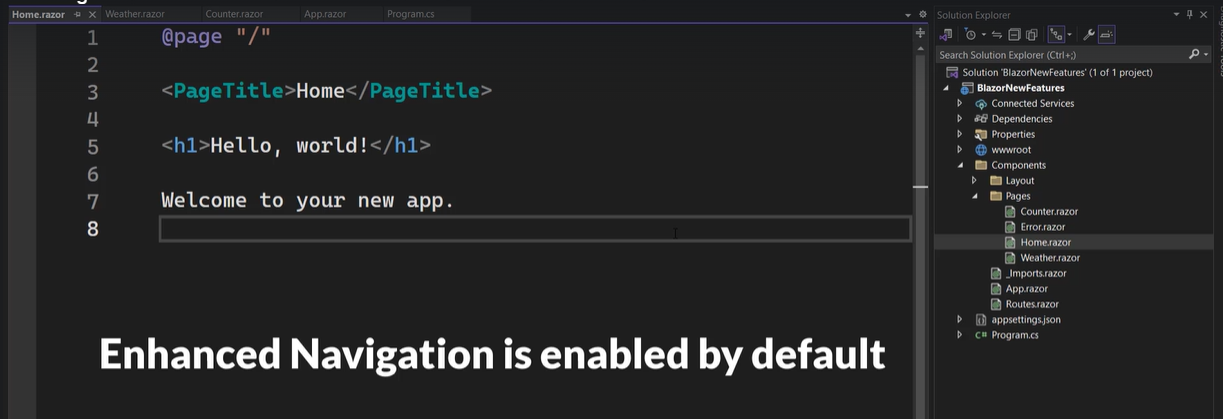 Home.razor
Weather.razor
Counter.razor
App.razor
Program.cs
1 @page "/"
2
3 <PageTitle>Home</PageTitle>
4
5 <h1>Hello, world!</h1>
6
7 Welcome to your new app.
8
Enhanced Navigation is enabled by default
Solution Explorer
Search Solution Explorer (Ctrl+;)
Solution 'BlazorNewFeatures' (1 of 1 project)
BlazorNewFeatures
Connected Services
Dependencies
Properties
wwwroot
Components
Layout
Pages
Counter.razor
Error.razor
Home.razor
Weather.razor
_Imports.razor
App.razor
Routes.razor
appsettings.json
C# Program.cs